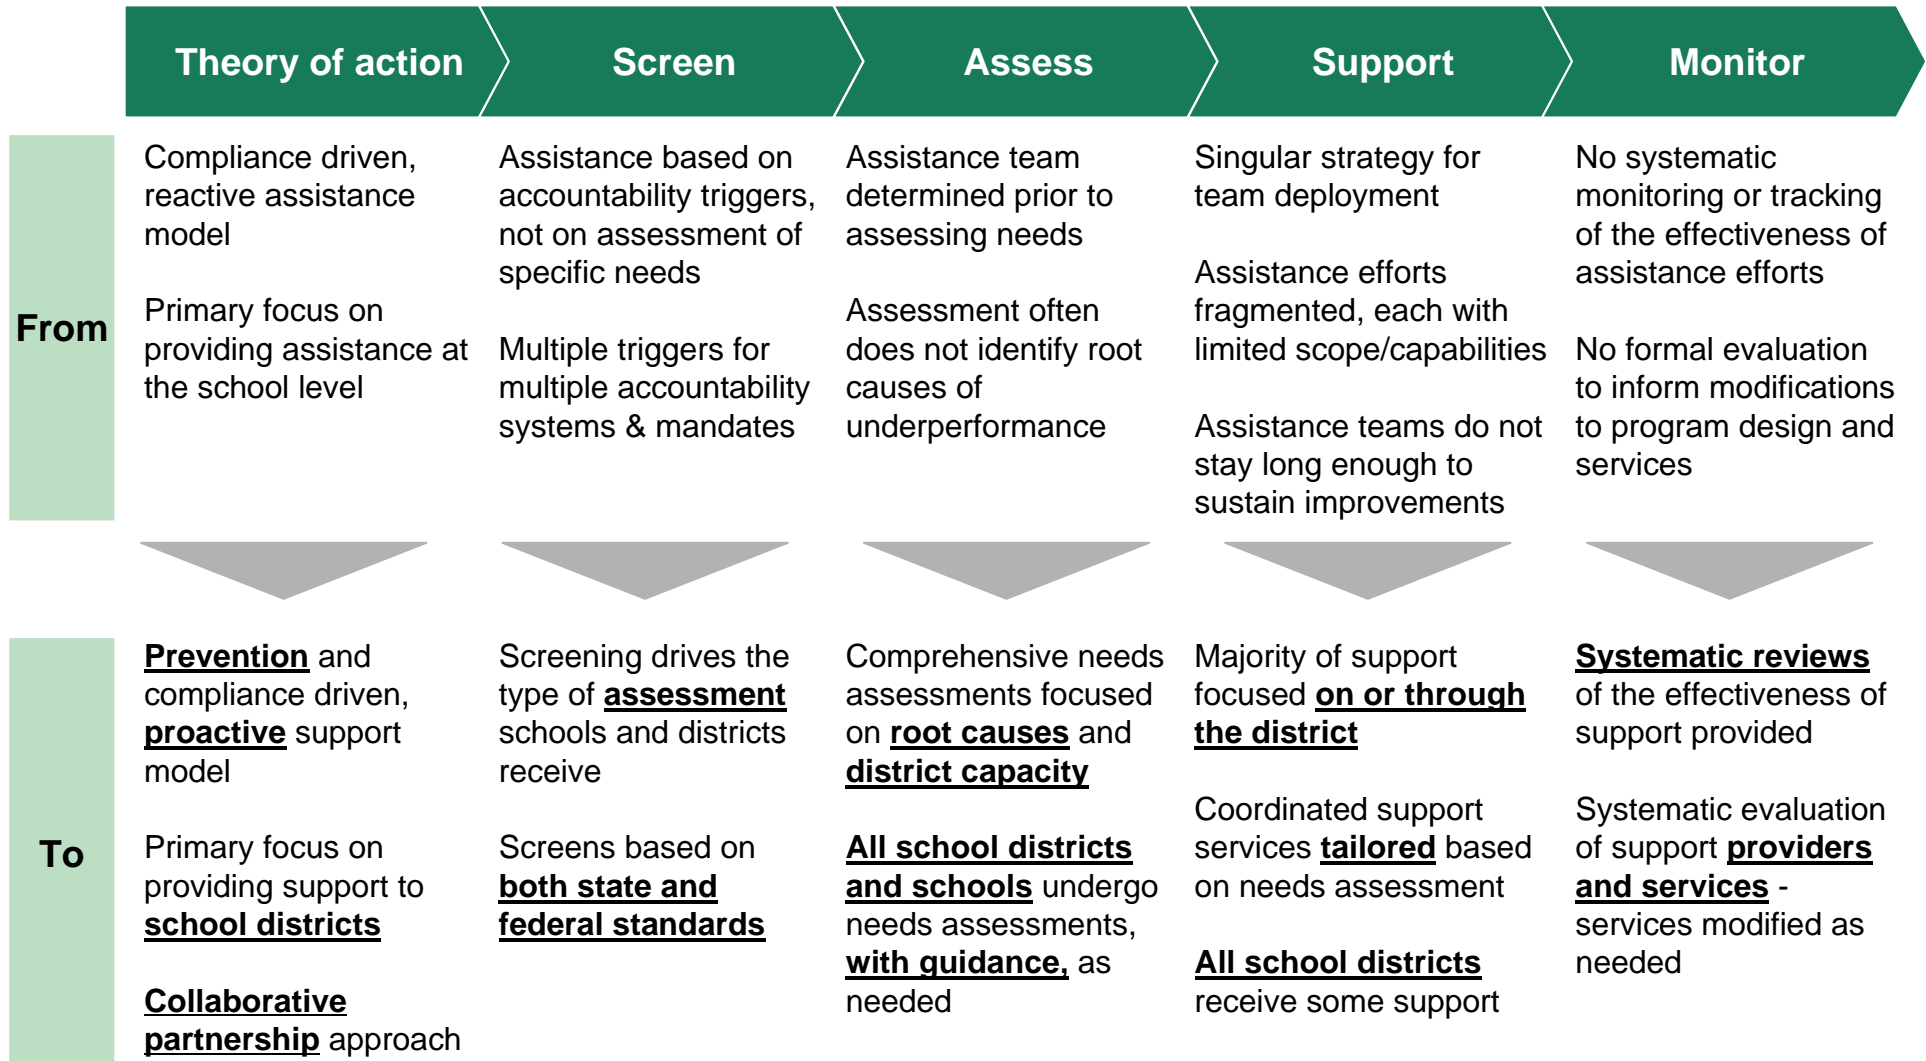 Theory of action
Screen
Assess
Support
Monitor
From
Compliance driven,
reactive assistance
model
Primary focus on
providing assistance at
the school level
Assistance based on
accountability triggers,
not on assessment of
specific needs
Multiple triggers for
multiple accountability
systems & mandates
Assistance team
determined prior to
assessing needs
Assessment often
does not identify root
causes of
underperformance
Singular strategy for
team deployment
Assistance efforts
fragmented, each with
limited scope/capabilities
Assistance teams do not
stay long enough to
sustain improvements
No systematic
monitoring or tracking
of the effectiveness of
assistance efforts
No formal evaluation
to inform modifications
to program design and
services
To
Prevention and
compliance driven,
proactive support
model
Primary focus on
providing support to
school districts
Collaborative
partnership approach
Screening drives the
type of assessment
schools and districts
receive
Screens based on
both state and
federal standards
Comprehensive needs
assessments focused
on root causes and
district capacity
All school districts
and schools undergo
needs assessments,
with guidance, as
needed
Majority of support
focused on or through
the district
Coordinated support
services tailored based
on needs assessment
All school districts
receive some support
Systematic reviews
of the effectiveness of
support provided
Systematic evaluation
of support providers
and services -
services modified as
needed